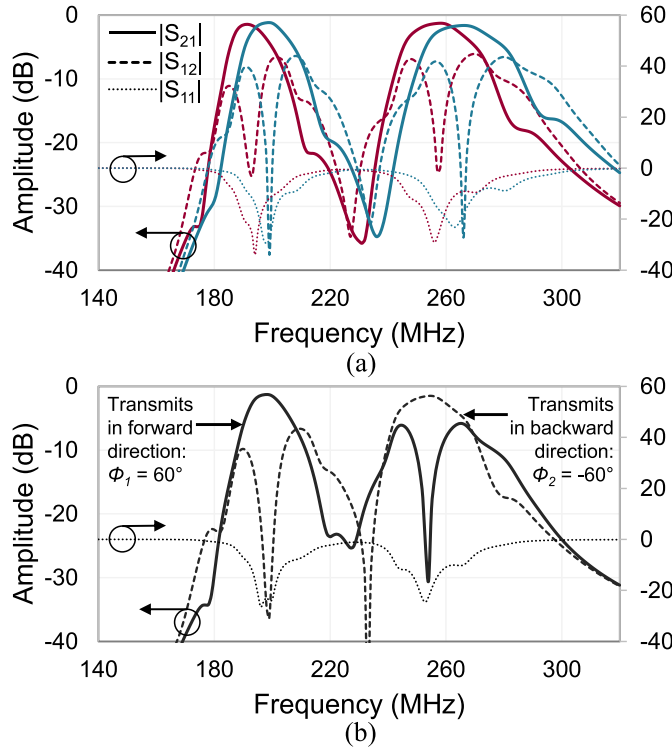 Amplitude (dB)
0
-10
-20
-30
-40
|S21|
|S12|
|S11|
60
40
20
0
-20
-40
140 180 220 260 300
Frequency (MHz)
(a)
Amplitude (dB)
0
-10
-20
-30
-40
Transmits
in forward
direction:
Φ1 = 60°
Transmits
in backward
direction:
Φ2 = -60°
60
40
20
0
-20
-40
140 180 220 260 300
Frequency (MHz)
(b)